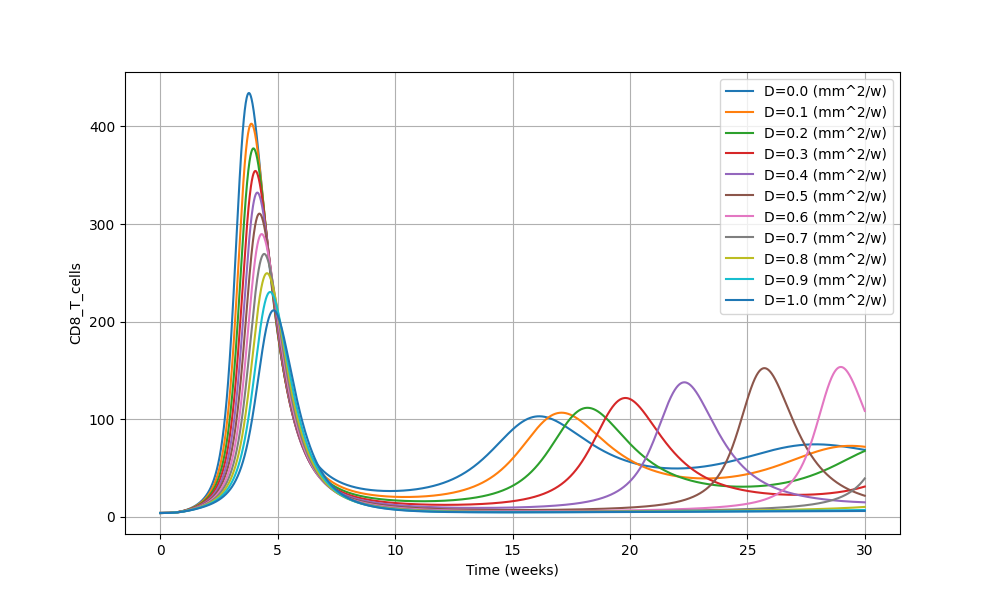 D=0.0 (mm^2/w)
D=0.1 (mm^2/w)
D=0.2 (mm^2/w)
D=0.3 (mm^2/w)
D=0.4 (mm^2/w)
D=0.5 (mm^2/w)
D=0.6 (mm^2/w)
D=0.7 (mm^2/w)
D=0.8 (mm^2/w)
D=0.9 (mm^2/w)
D=1.0 (mm^2/w)
400
300
200
100
0
CD8_T_cells
0 5 10 15 20 25 30
Time (weeks)